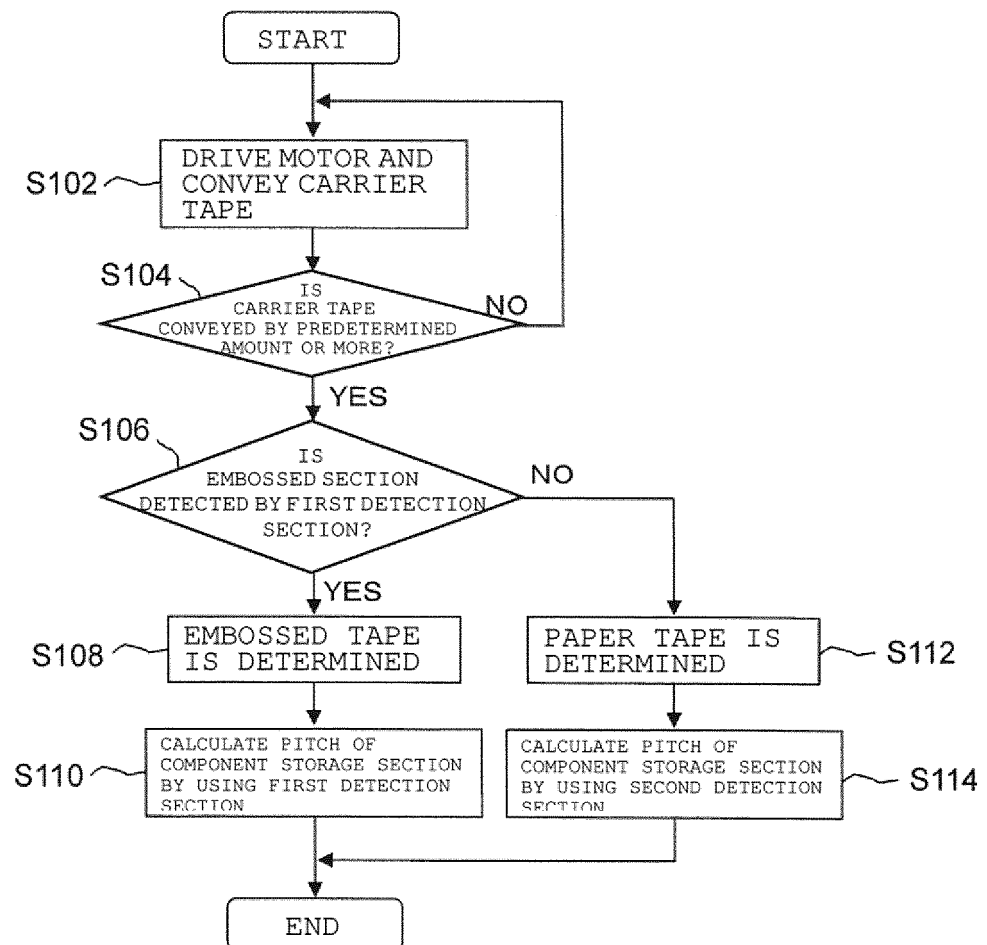 START
S102
DRIVE MOTOR AND
CONVEY CARRIER
TAPE
S104
IS
CARRIER TAPE
CONVEYED BY PREDETERMINED
AMOUNT OR MORE?
NO
YES
S106
IS
EMBOSSED SECTION
DETECTED BY FIRST DETECTION
SECTION?
NO
YES
S108
EMBOSSED TAPE
IS DETERMINED
PAPER TAPE IS
DETERMINED
S112
S110
CALCULATE PITCH OF
COMPONENT STORAGE SECTION
BY USING FIRST DETECTION
SECTION
CALCULATE PITCH OF
COMPONENT STORAGE SECTION
BY USING SECOND DETECTION
SECTION
S114
END